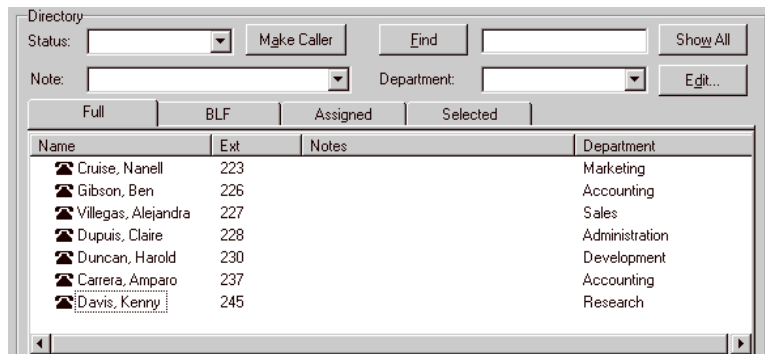 Directory
Status: Make Caller Find Show All
Note: Department: Edit...
Full BLF Assigned Selected
Name Ext Notes Department
Cruise, Nanell 223 Marketing
Gibson, Ben 226 Accounting
Villegas, Alejandra 227 Sales
Dupuis, Claire 228 Administration
Duncan, Harold 230 Development
Carrera, Amparo 237 Accounting
Davis, Kenny 245 Research